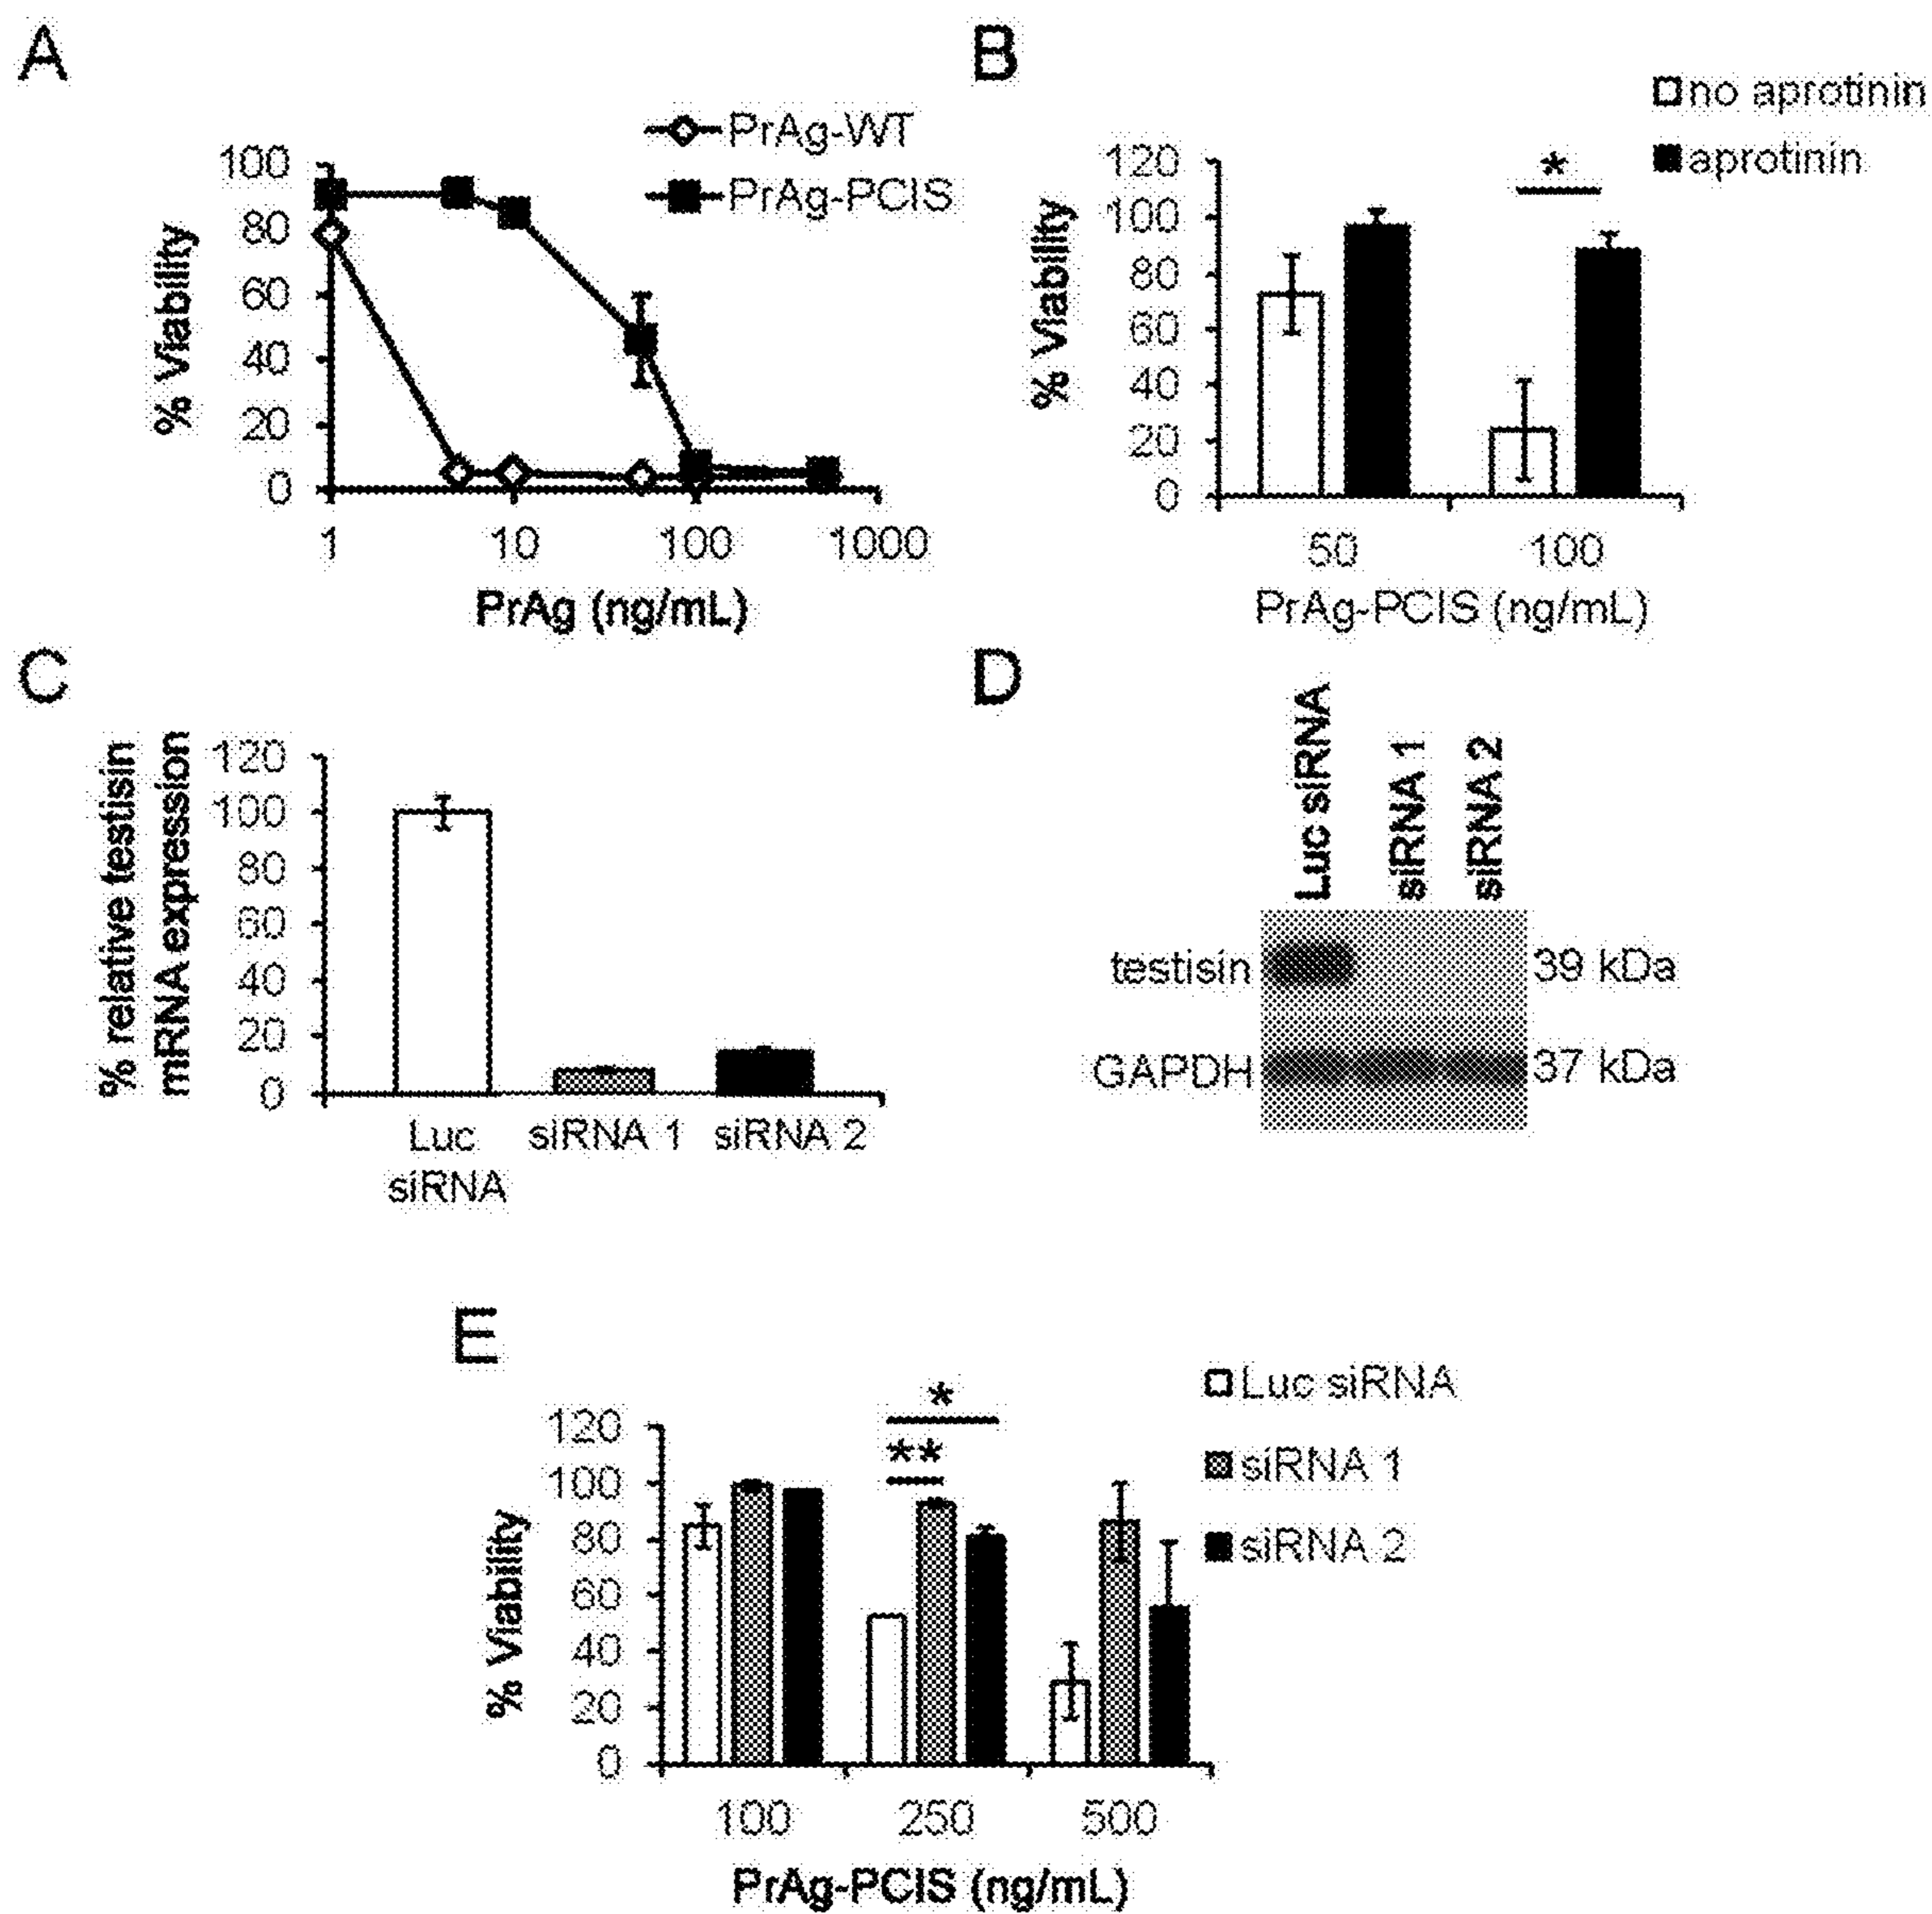 A
PrAg-WT
PrAg-PCIS
100
80
60
40
20
0
% Viability
1 10 100 1000
PrAg (ng/mL)
B
no aprotinin
aprotinin
*
120
100
80
60
40
20
0
% Viability
50 100
PrAg-PCIS (ng/mL)
C
% relative testisin
mRNA expression
120
100
80
60
40
20
0
Luc
siRNA
siRNA 1
siRNA 2
D
Luc siRNA
siRNA 1
siRNA 2
testisin 39 kDa
GAPDH 37 kDa
E
Luc siRNA
siRNA 1
siRNA 2
*
**
120
100
80
60
40
20
0
% Viability
100 250 500
PrAg-PCIS (ng/mL)